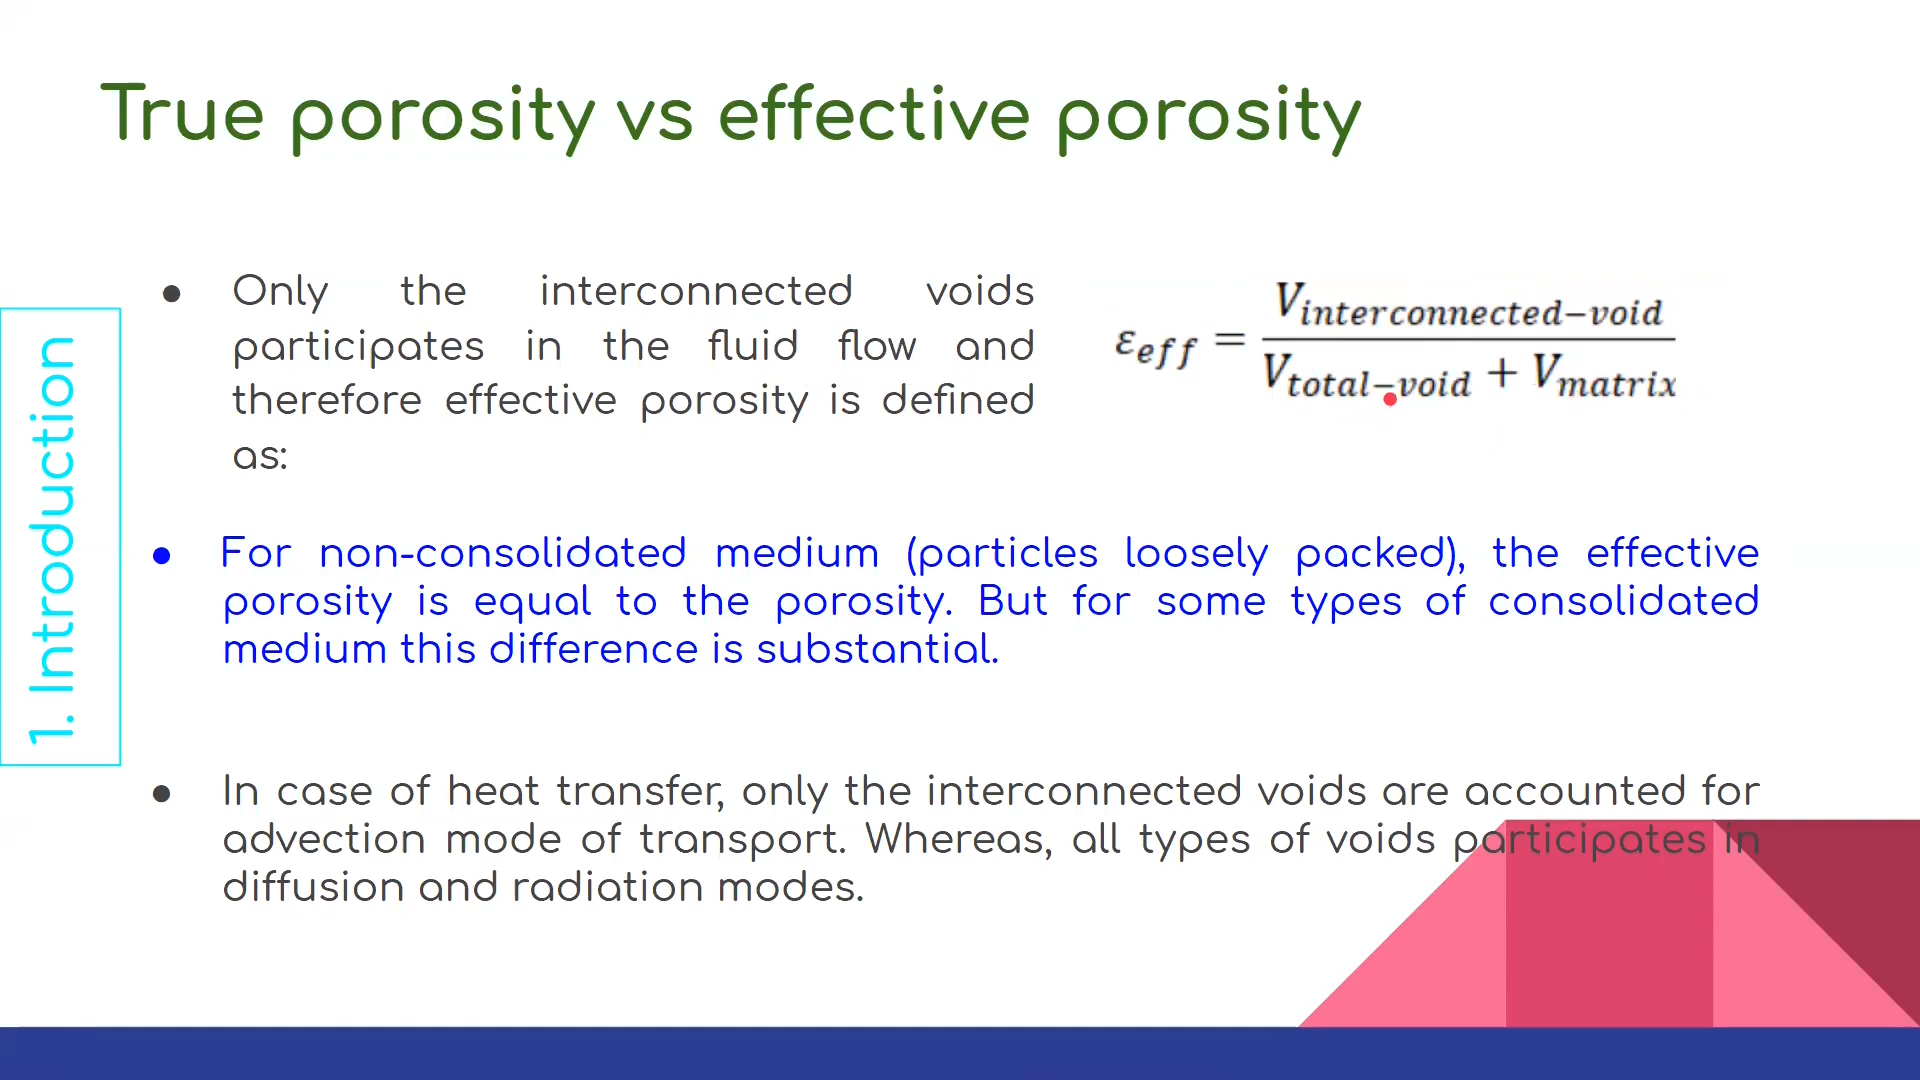 True porosity vs effective porosity
1. Introduction
● Only the interconnected voids
participates in the fluid flow and
therefore effective porosity is defined
as:
ε_eff = V_interconnected−void / (V_total−void + V_matrix)
● For non-consolidated medium (particles loosely packed), the effective
porosity is equal to the porosity. But for some types of consolidated
medium this difference is substantial.
● In case of heat transfer, only the interconnected voids are accounted for
advection mode of transport. Whereas, all types of voids participates in
diffusion and radiation modes.